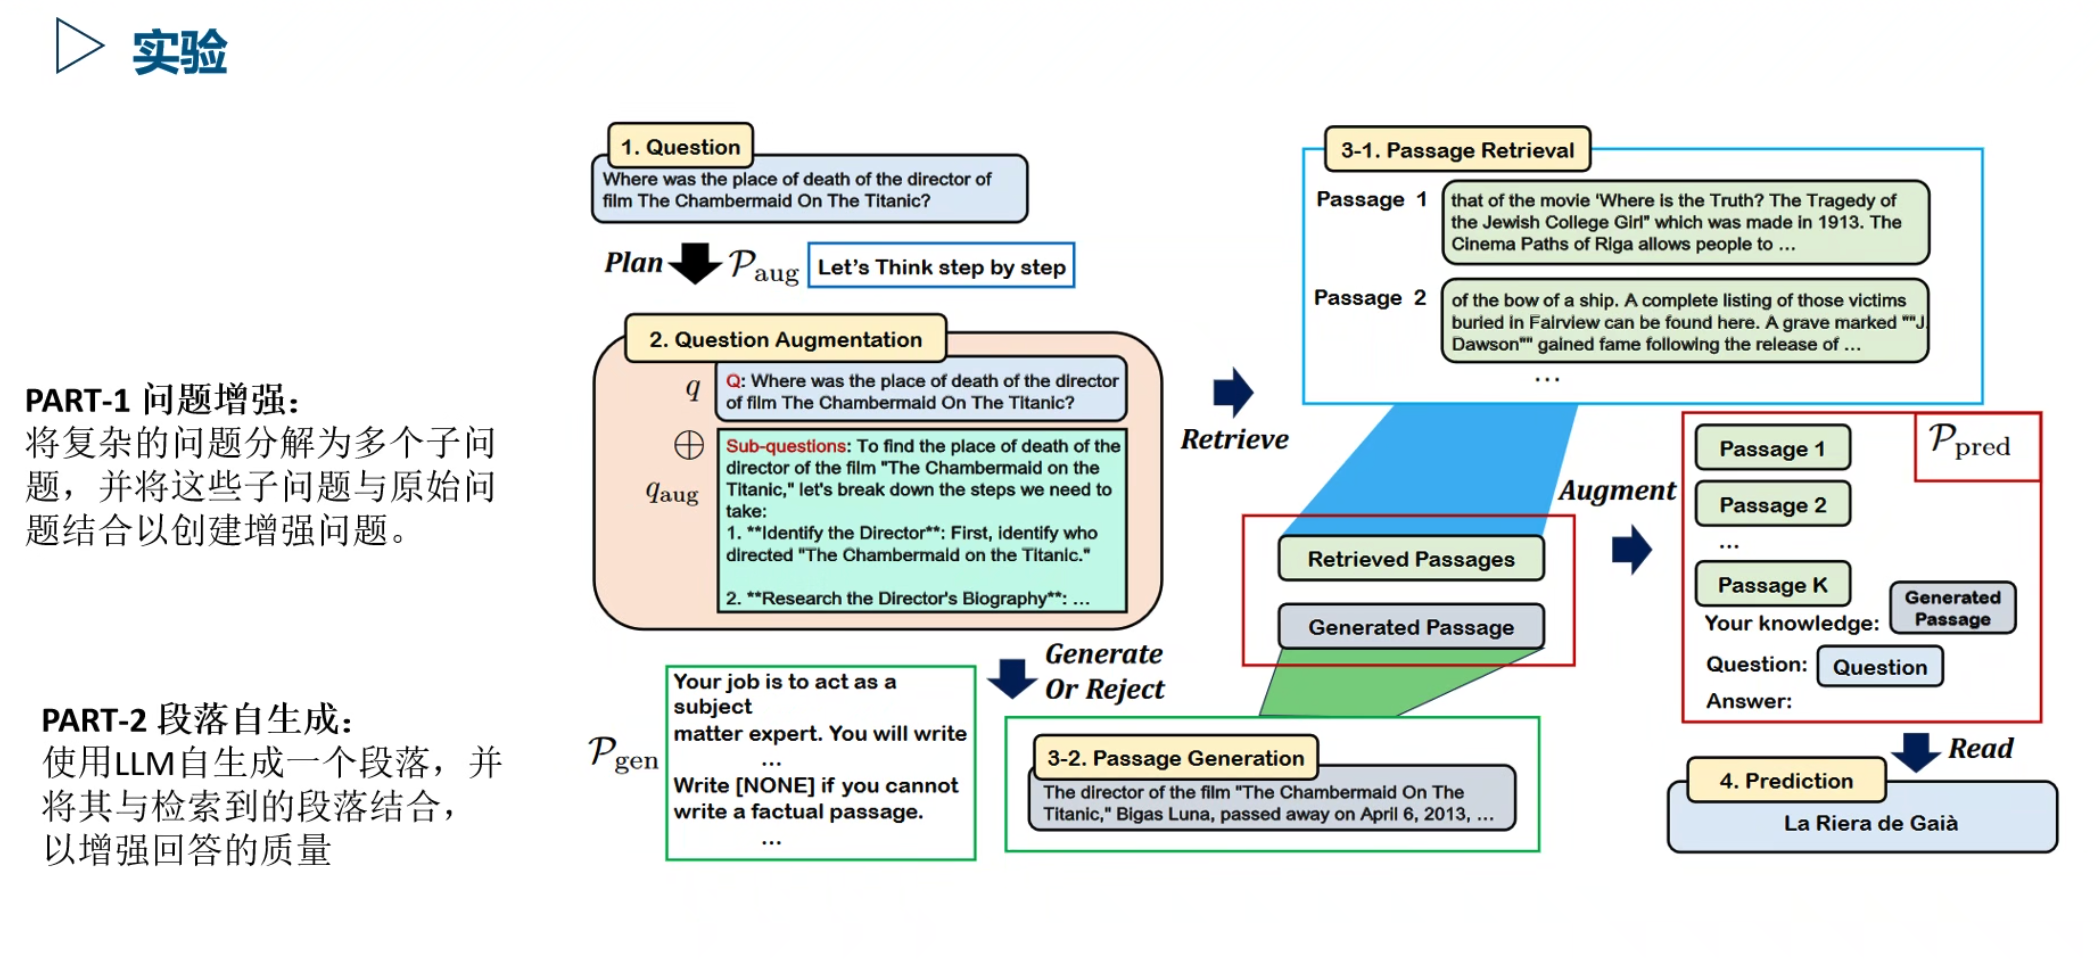 实验
PART-1 问题增强：
将复杂的问题分解为多个子问
题，并将这些子问题与原始问
题结合以创建增强问题。
PART-2 段落自生成：
使用LLM自生成一个段落，并
将其与检索到的段落结合，
以增强回答的质量
1. Question
Where was the place of death of the director of
film The Chambermaid On The Titanic?
Plan
𝒫aug
Let's Think step by step
2. Question Augmentation
q
Q: Where was the place of death of the director
of film The Chambermaid On The Titanic?
⊕
qaug
Sub-questions: To find the place of death of the
director of the film "The Chambermaid on the
Titanic," let's break down the steps we need to
take:
1. **Identify the Director**: First, identify who
directed "The Chambermaid on the Titanic."
2. **Research the Director's Biography**: ...
Retrieve
3-1. Passage Retrieval
Passage 1
that of the movie 'Where is the Truth? The Tragedy of
the Jewish College Girl" which was made in 1913. The
Cinema Paths of Riga allows people to ...
Passage 2
of the bow of a ship. A complete listing of those victims
buried in Fairview can be found here. A grave marked ""J.
Dawson"" gained fame following the release of ...
...
Generate
Or Reject
𝒫gen
Your job is to act as a
subject
matter expert. You will write
...
Write [NONE] if you cannot
write a factual passage.
...
3-2. Passage Generation
The director of the film "The Chambermaid On The
Titanic," Bigas Luna, passed away on April 6, 2013, ...
Retrieved Passages
Generated Passage
Augment
𝒫pred
Passage 1
Passage 2
...
Passage K
Your knowledge:
Generated
Passage
Question:
Question
Answer:
Read
4. Prediction
La Riera de Gaià